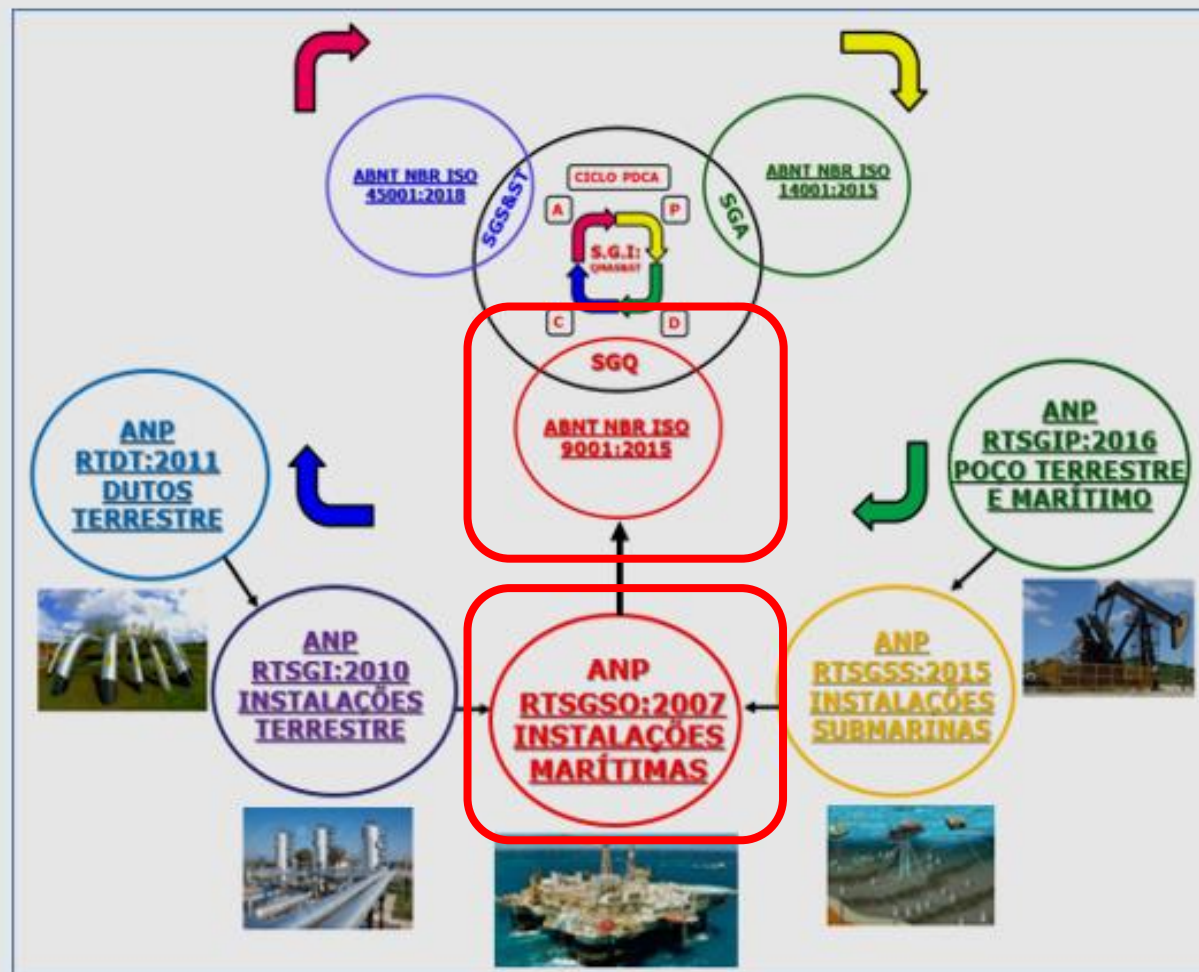 ABNT NBR ISO
45001:2018
SGS&ST
CICLO PDCA
A
P
S.G.I:
QMAS&ST
C
D
SGA
ABNT NBR ISO
14001:2015
SGQ
ABNT NBR ISO
9001:2015
ANP
RTDT:2011
DUTOS
TERRESTRE
ANP
RTSGIP:2016
POÇO TERRESTRE
E MARÍTIMO
ANP
RTSGI:2010
INSTALAÇÕES
TERRESTRE
ANP
RTSGSO:2007
INSTALAÇÕES
MARÍTIMAS
ANP
RTSGSS:2015
INSTALAÇÕES
SUBMARINAS